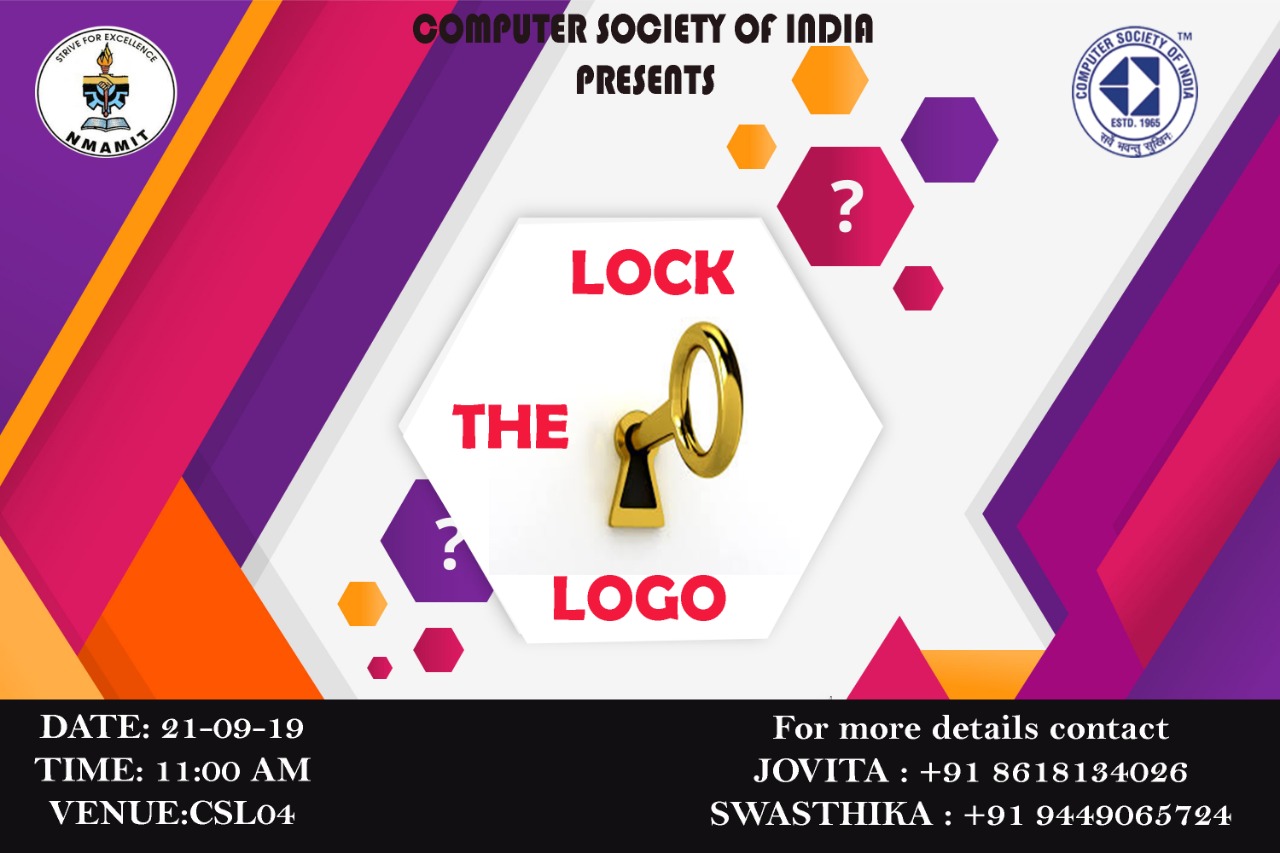 COMPUTER SOCIETY OF INDIA
PRESENTS
STRIVE FOR EXCELLENCE
NMAMIT
COMPUTER SOCIETY OF INDIA
TM
ESTD. 1965
सर्वे भवन्तु सुखिनः
?
LOCK
THE
?
LOGO
DATE: 21-09-19
TIME: 11:00 AM
VENUE:CSL04
For more details contact
JOVITA : +91 8618134026
SWASTHIKA : +91 9449065724